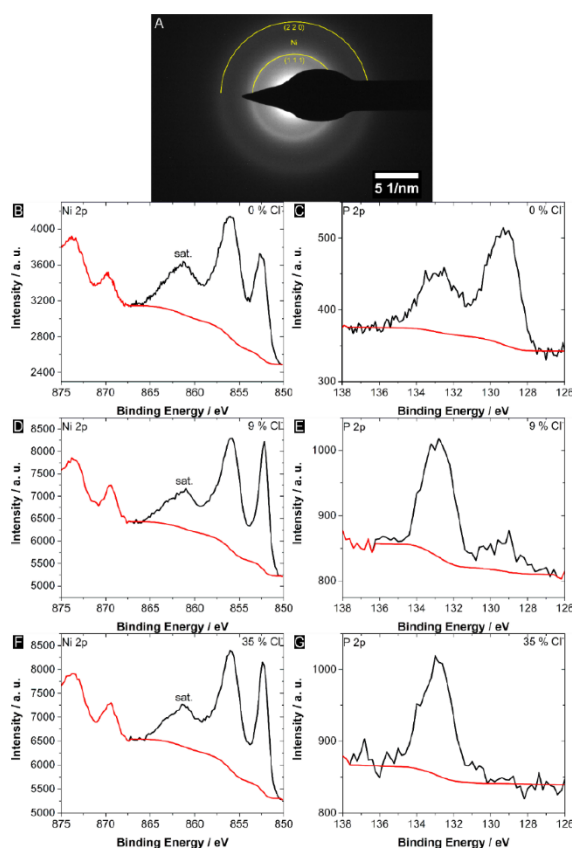 A
(2 2 0)
Ni
(1 1 1)
5 1/nm
B Ni 2p 0 % Cl⁻
sat.
4000
3600
3200
2800
2400
Intensity / a. u.
875 870 865 860 855 850
Binding Energy / eV
C P 2p 0 % Cl⁻
500
400
300
Intensity / a. u.
138 136 134 132 130 128 126
Binding Energy / eV
D Ni 2p 9 % Cl⁻
sat.
8500
8000
7500
7000
6500
6000
5500
5000
Intensity / a. u.
875 870 865 860 855 850
Binding Energy / eV
E P 2p 9 % Cl⁻
1000
900
800
Intensity / a. u.
138 136 134 132 130 128 126
Binding Energy / eV
F Ni 2p 35 % Cl⁻
sat.
8500
8000
7500
7000
6500
6000
5500
5000
Intensity / a. u.
875 870 865 860 855 850
Binding Energy / eV
G P 2p 35 % Cl⁻
1000
900
800
Intensity / a. u.
138 136 134 132 130 128 126
Binding Energy / eV